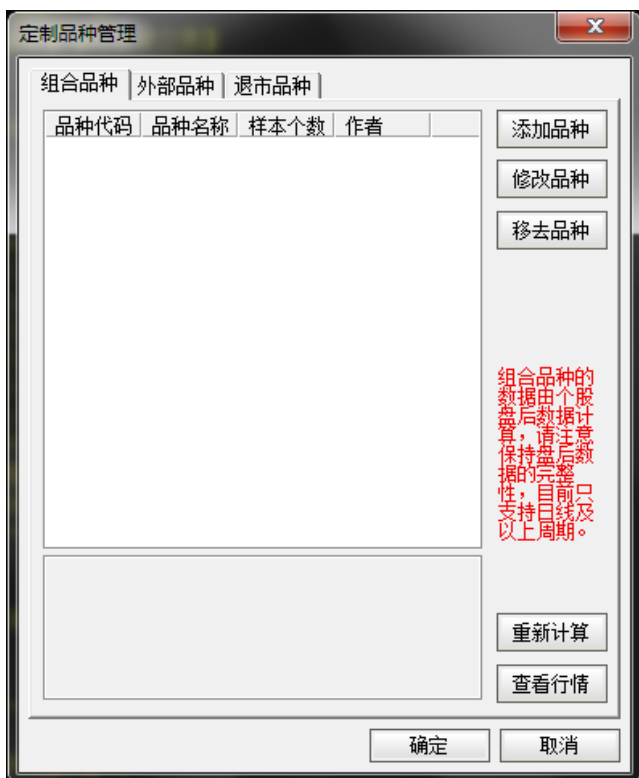 定制品种管理
组合品种 外部品种 退市品种
品种代码 品种名称 样本个数 作者
添加品种
修改品种
移去品种
组合品种的
数据由个股
盘后数据计
算，请注意
保持盘后数
据的完整
性，目前只
支持日线及
以上周期。
重新计算
查看行情
确定 取消